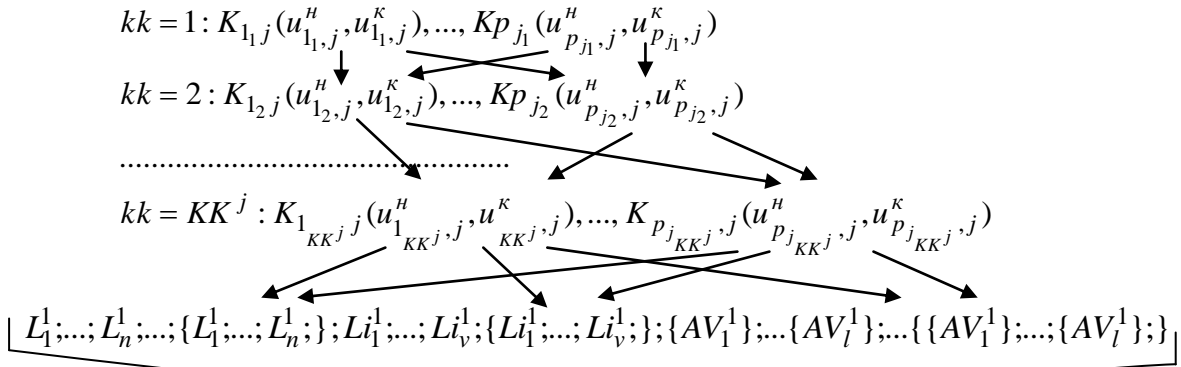 kk = 1 : K_{1_1 j}(u^н_{1_1,j}, u^к_{1_1,j}),..., Kp_{j_1}(u^н_{p_{j_1},j}, u^к_{p_{j_1},j})
kk = 2 : K_{1_2 j}(u^н_{1_2,j}, u^к_{1_2,j}),..., Kp_{j_2}(u^н_{p_{j_2},j}, u^к_{p_{j_2},j})
................................................
kk = KK^j : K_{1_{KK^j} j}(u^н_{1_{KK^j},j}, u^к_{KK^j,j}),..., K_{p_{j_{KK^j}},j}(u^н_{p_{j_{KK^j}},j}, u^к_{p_{j_{KK^j}},j})
L^1_1;...; L^1_n;...;{L^1_1;...; L^1_n;}; Li^1_1;...; Li^1_v;{Li^1_1;...; Li^1_v;};{AV^1_1};...{AV^1_l};...{{AV^1_1};...;{AV^1_l};}